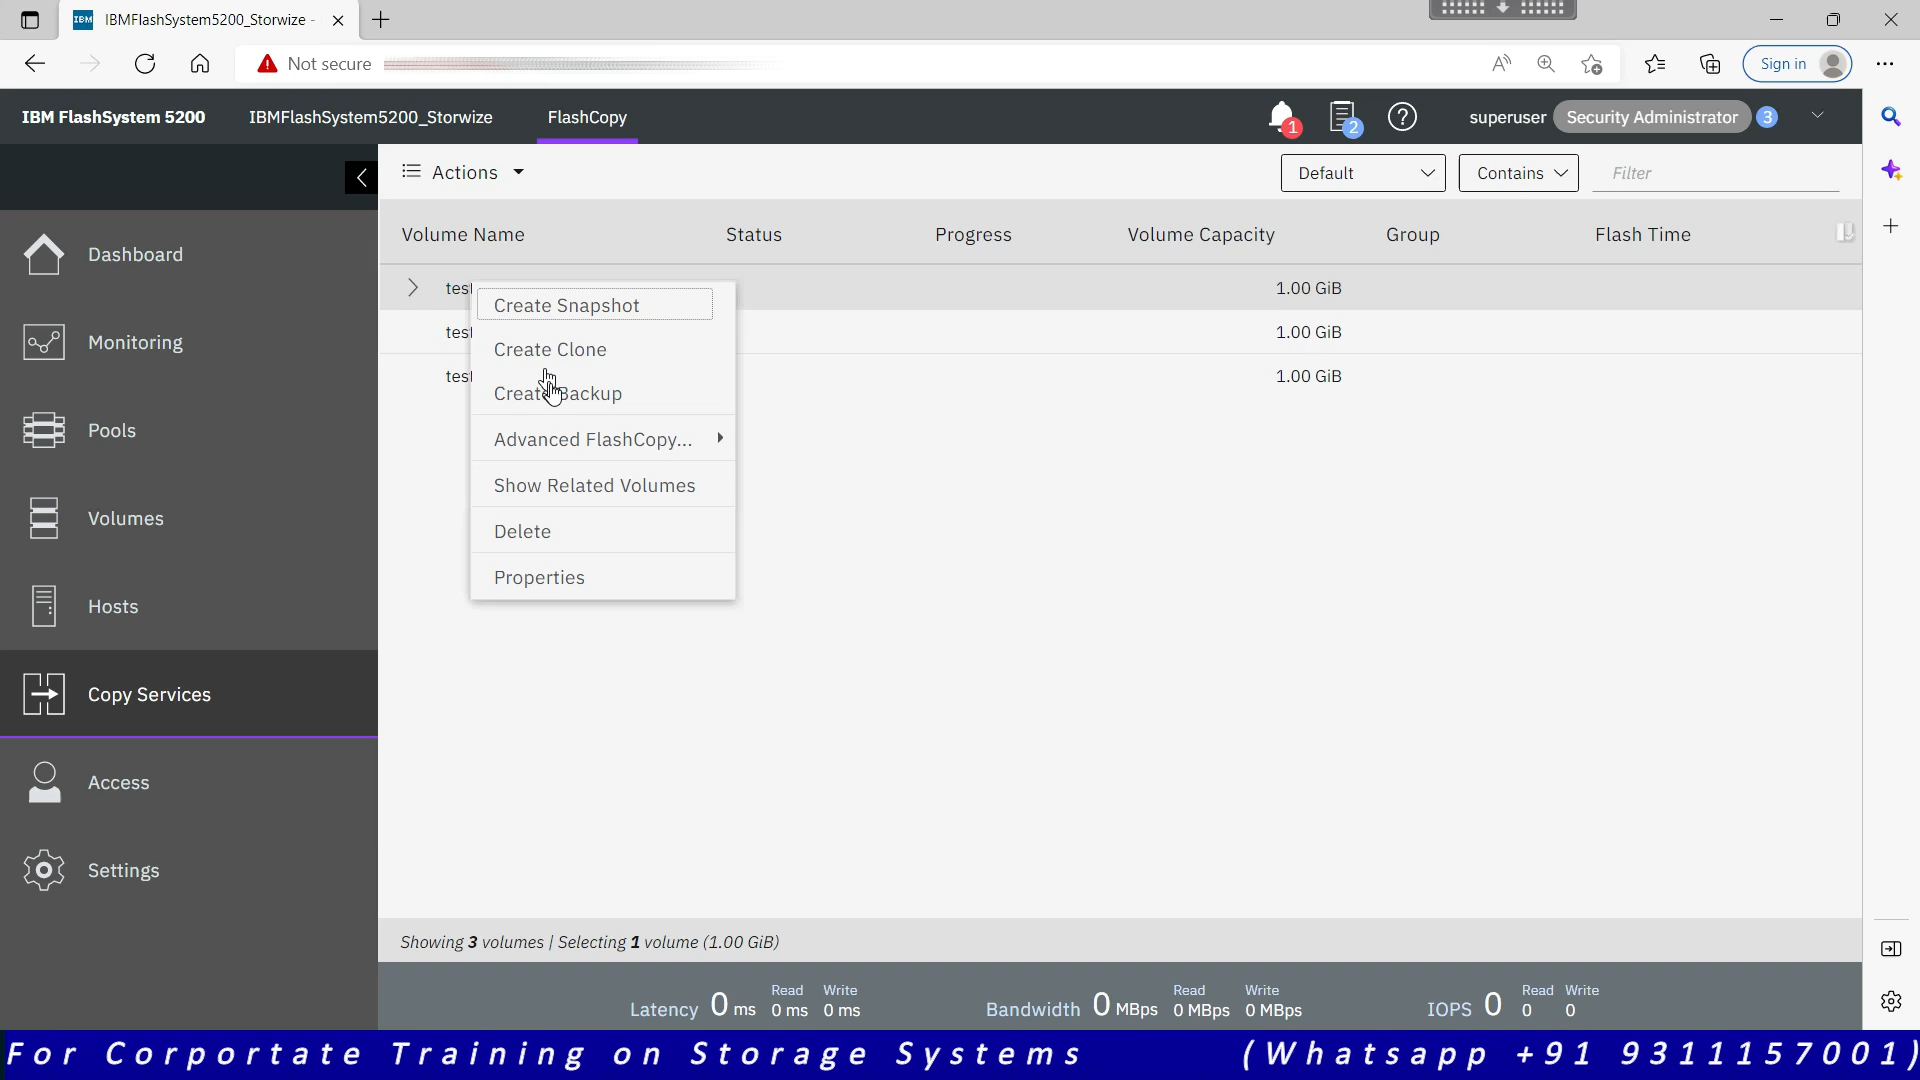 IBM IBMFlashSystem5200_Storwize -
Not secure
Sign in
IBM FlashSystem 5200 IBMFlashSystem5200_Storwize FlashCopy 1 2 superuser Security Administrator 3
Actions Default Contains Filter
Volume Name Status Progress Volume Capacity Group Flash Time
1.00 GiB
1.00 GiB
1.00 GiB
Create Snapshot
Create Clone
Create Backup
Advanced FlashCopy...
Show Related Volumes
Delete
Properties
Dashboard
Monitoring
Pools
Volumes
Hosts
Copy Services
Access
Settings
Showing 3 volumes | Selecting 1 volume (1.00 GiB)
Latency 0 ms Read 0 ms Write 0 ms
Bandwidth 0 MBps Read 0 MBps Write 0 MBps
IOPS 0 Read 0 Write 0
For Corportate Training on Storage Systems (Whatsapp +91 9311157001)